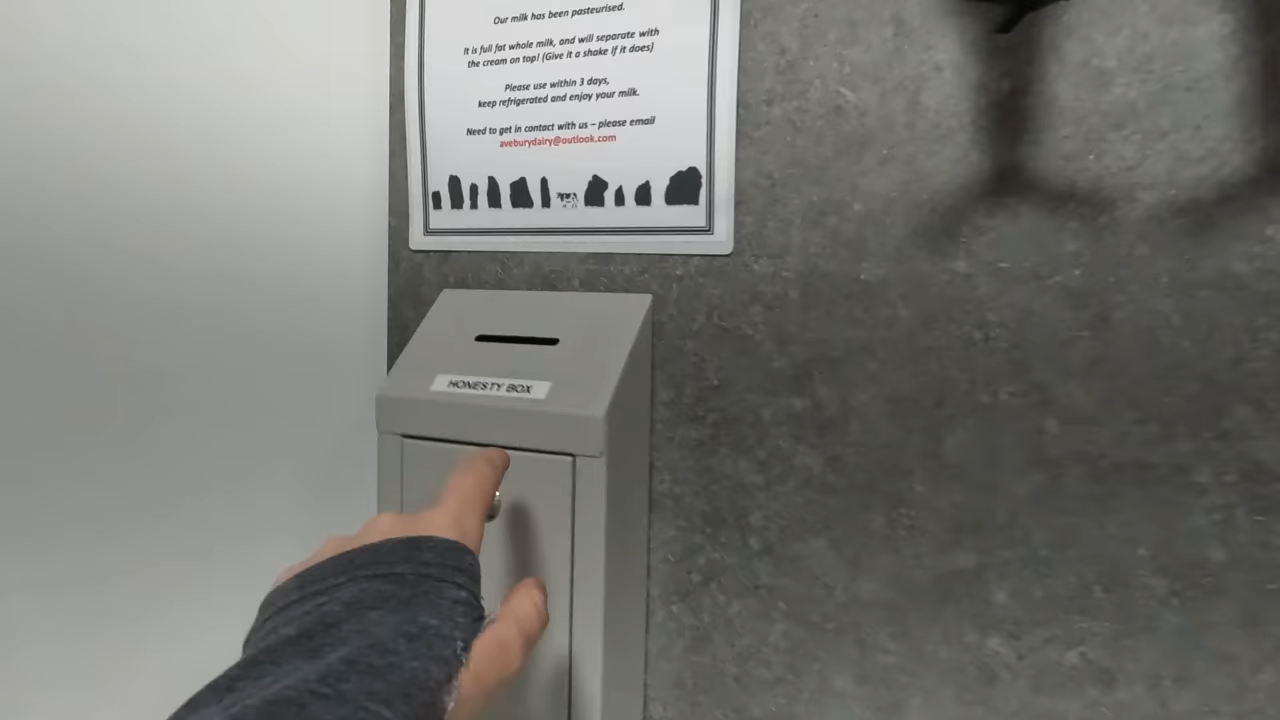 Our milk has been pasteurised.
It is full fat whole milk, and will separate with
the cream on top! (Give it a shake if it does)
Please use within 3 days,
keep refrigerated and enjoy your milk.
Need to get in contact with us – please email
aveburydairy@outlook.com
HONESTY BOX